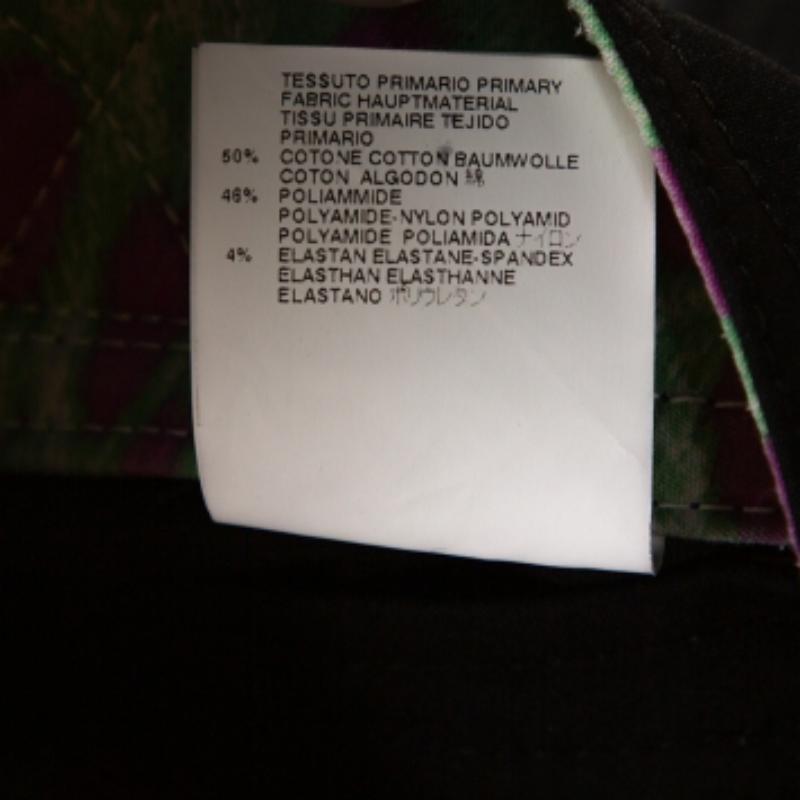 TESSUTO PRIMARIO PRIMARY
FABRIC HAUPTMATERIAL
TISSU PRIMAIRE TEJIDO
PRIMARIO
50% COTONE COTTON BAUMWOLLE
COTON ALGODON 綿
46% POLIAMMIDE
POLYAMIDE-NYLON POLYAMID
POLYAMIDE POLIAMIDA ナイロン
4% ELASTAN ELASTANE-SPANDEX
ELASTHAN ELASTHANNE
ELASTANO ポリウレタン